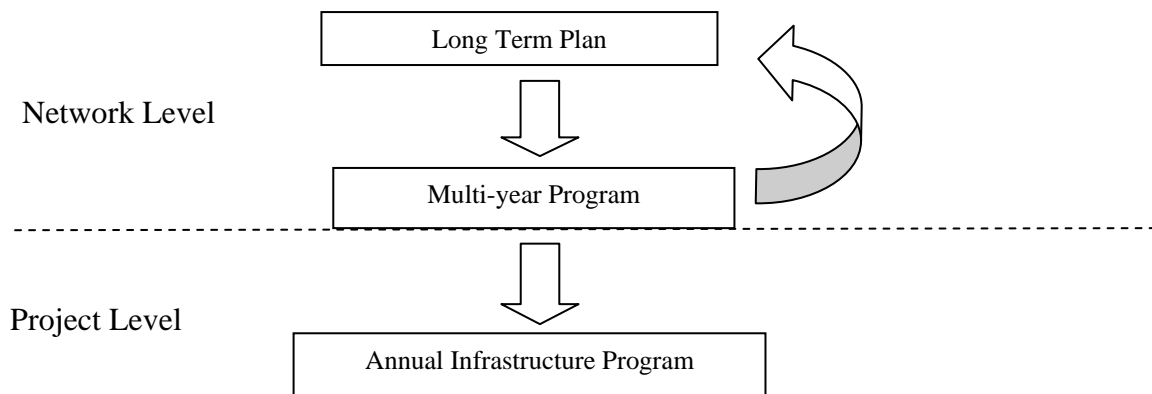 Long Term Plan
Network Level
Multi-year Program
Project Level
Annual Infrastructure Program